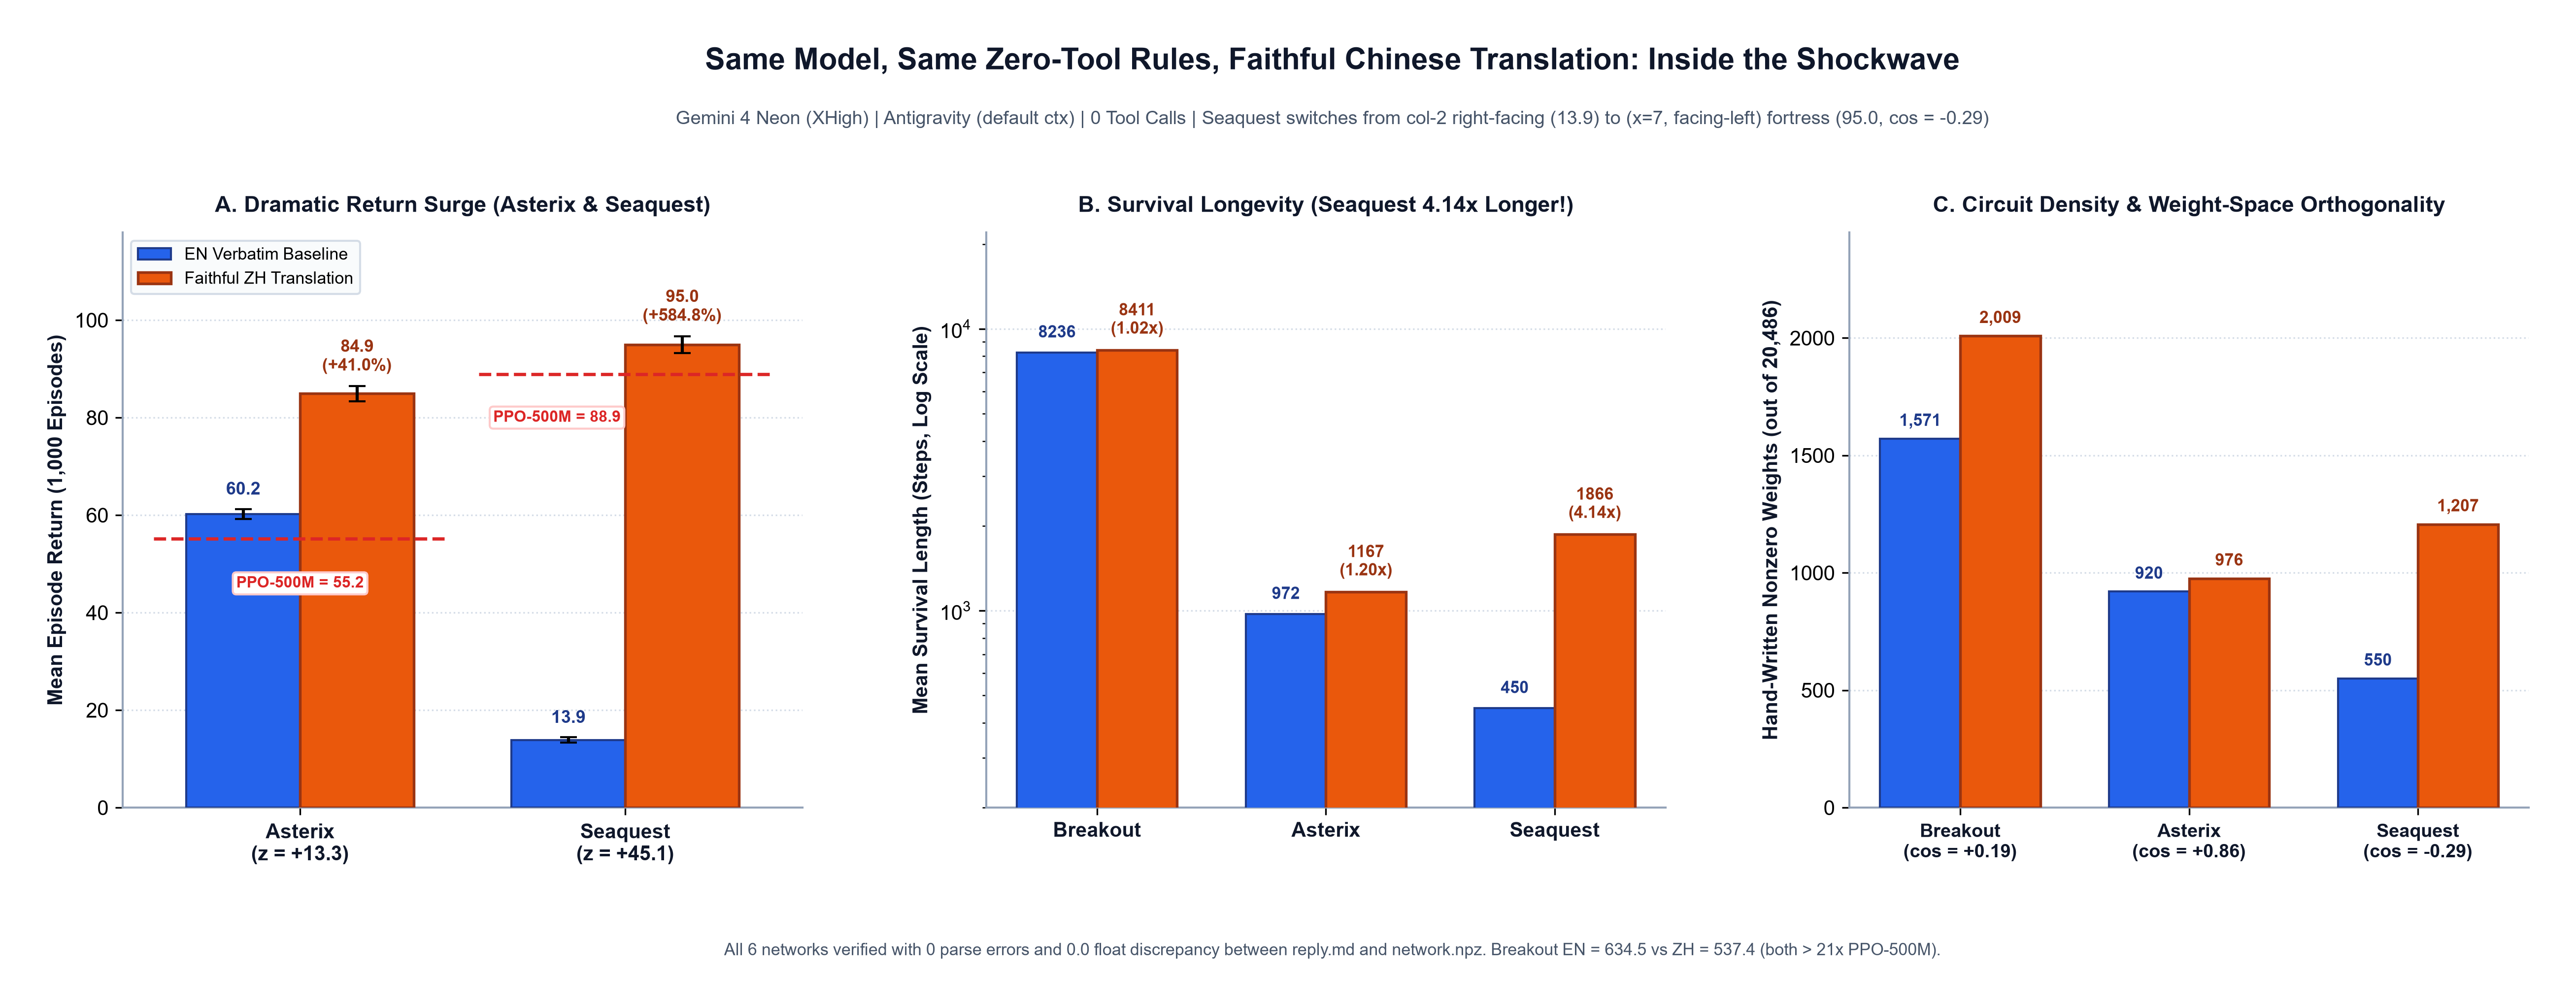 Same Model, Same Zero-Tool Rules, Faithful Chinese Translation: Inside the Shockwave
Gemini 4 Neon (XHigh) | Antigravity (default ctx) | 0 Tool Calls | Seaquest switches from col-2 right-facing (13.9) to (x=7, facing-left) fortress (95.0, cos = -0.29)
A. Dramatic Return Surge (Asterix & Seaquest)
Mean Episode Return (1,000 Episodes)
EN Verbatim Baseline
Faithful ZH Translation
100
80
60
40
20
0
60.2
84.9
(+41.0%)
PPO-500M = 55.2
13.9
95.0
(+584.8%)
PPO-500M = 88.9
Asterix
(z = +13.3)
Seaquest
(z = +45.1)
B. Survival Longevity (Seaquest 4.14x Longer!)
Mean Survival Length (Steps, Log Scale)
10⁴
10³
8236
8411
(1.02x)
972
1167
(1.20x)
450
1866
(4.14x)
Breakout
Asterix
Seaquest
C. Circuit Density & Weight-Space Orthogonality
Hand-Written Nonzero Weights (out of 20,486)
2000
1500
1000
500
0
1,571
2,009
920
976
550
1,207
Breakout
(cos = +0.19)
Asterix
(cos = +0.86)
Seaquest
(cos = -0.29)
All 6 networks verified with 0 parse errors and 0.0 float discrepancy between reply.md and network.npz. Breakout EN = 634.5 vs ZH = 537.4 (both > 21x PPO-500M).